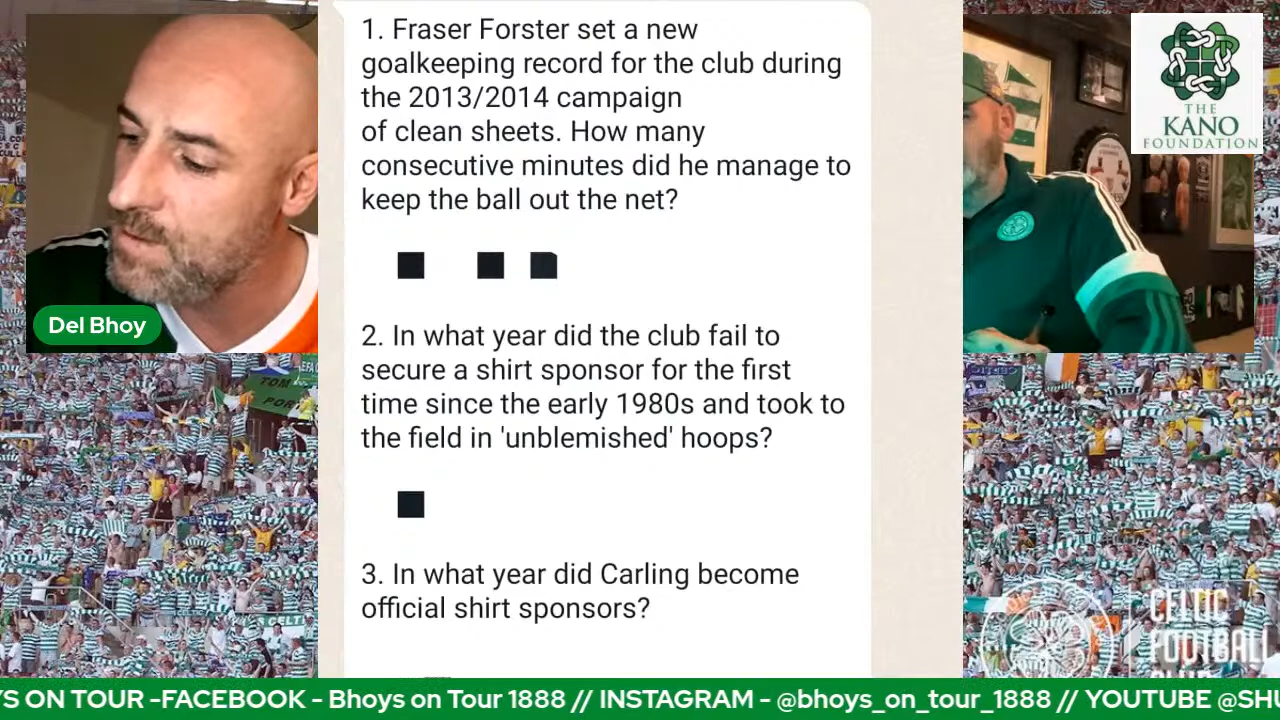 1. Fraser Forster set a new
goalkeeping record for the club during
the 2013/2014 campaign
of clean sheets. How many
consecutive minutes did he manage to
keep the ball out the net?
2. In what year did the club fail to
secure a shirt sponsor for the first
time since the early 1980s and took to
the field in 'unblemished' hoops?
3. In what year did Carling become
official shirt sponsors?
Del Bhoy
THE
KANO
FOUNDATION
TOM
CELTIC
FOOTBALL
YS ON TOUR -FACEBOOK - Bhoys on Tour 1888 // INSTAGRAM - @bhoys_on_tour_1888 // YOUTUBE @SH